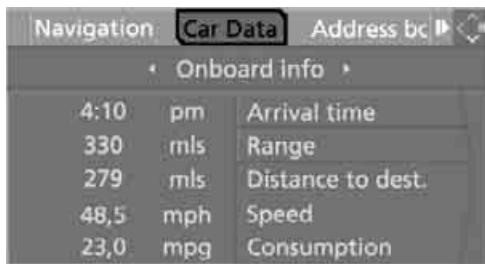 Navigation Car Data Address bc
Onboard info
4:10 pm Arrival time
330 mls Range
279 mls Distance to dest.
48,5 mph Speed
23,0 mpg Consumption